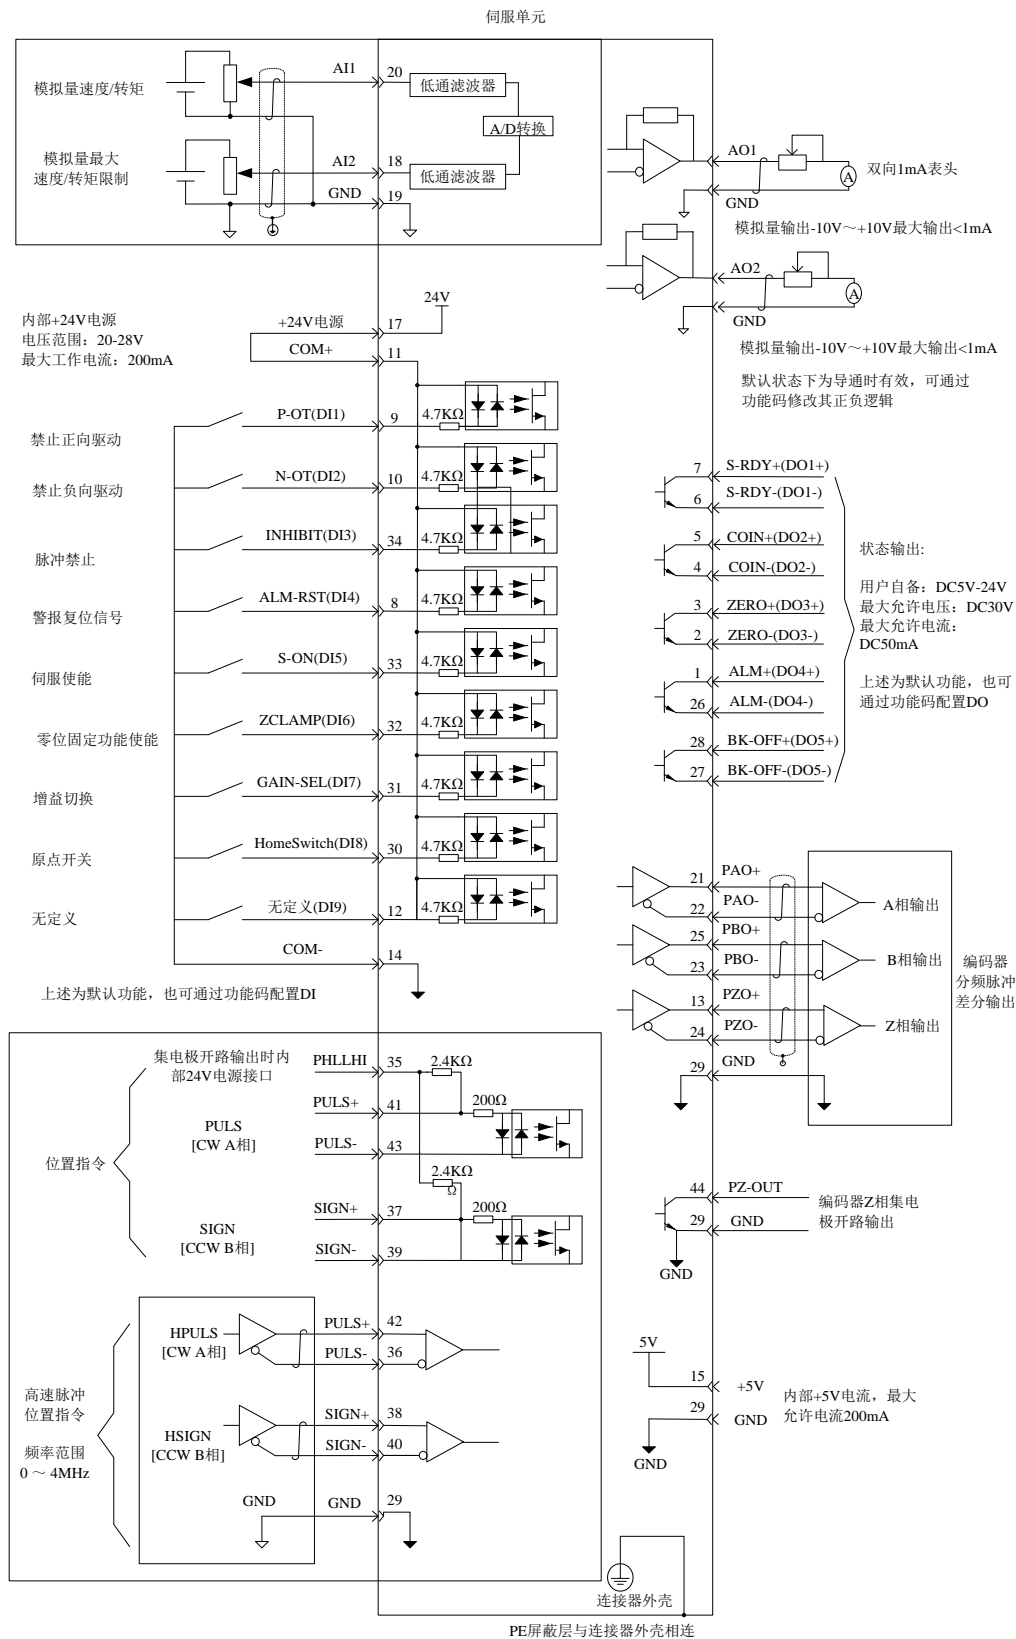 伺服单元
模拟量速度/转矩
AI1
20
低通滤波器
A/D转换
模拟量最大
速度/转矩限制
AI2
18
低通滤波器
GND
19
AO1
A
双向1mA表头
GND
模拟量输出-10V～+10V最大输出<1mA
AO2
A
GND
模拟量输出-10V～+10V最大输出<1mA
默认状态下为导通时有效，可通过
功能码修改其正负逻辑
内部+24V电源
电压范围：20-28V
最大工作电流：200mA
24V
+24V电源
17
COM+
11
禁止正向驱动
P-OT(DI1)
9
4.7KΩ
禁止负向驱动
N-OT(DI2)
10
4.7KΩ
脉冲禁止
INHIBIT(DI3)
34
4.7KΩ
警报复位信号
ALM-RST(DI4)
8
4.7KΩ
伺服使能
S-ON(DI5)
33
4.7KΩ
零位固定功能使能
ZCLAMP(DI6)
32
4.7KΩ
增益切换
GAIN-SEL(DI7)
31
4.7KΩ
原点开关
HomeSwitch(DI8)
30
4.7KΩ
无定义
无定义(DI9)
12
4.7KΩ
COM-
14
上述为默认功能，也可通过功能码配置DI
7
S-RDY+(DO1+)
6
S-RDY-(DO1-)
5
COIN+(DO2+)
4
COIN-(DO2-)
3
ZERO+(DO3+)
2
ZERO-(DO3-)
1
ALM+(DO4+)
26
ALM-(DO4-)
28
BK-OFF+(DO5+)
27
BK-OFF-(DO5-)
状态输出:
用户自备：DC5V-24V
最大允许电压：DC30V
最大允许电流：
DC50mA
上述为默认功能，也可
通过功能码配置DO
21
PAO+
22
PAO-
A相输出
25
PBO+
23
PBO-
B相输出
13
PZO+
24
PZO-
Z相输出
29
GND
编码器
分频脉冲
差分输出
44
PZ-OUT
29
GND
GND
编码器Z相集电
极开路输出
5V
15
+5V
29
GND
GND
内部+5V电流，最大
允许电流200mA
位置指令
集电极开路输出时内
部24V电源接口
PHLLHI
35
2.4KΩ
PULS
[CW A相]
PULS+
41
200Ω
PULS-
43
2.4KΩ
Ω
SIGN
[CCW B相]
SIGN+
37
200Ω
SIGN-
39
高速脉冲
位置指令
频率范围
0 ～ 4MHz
HPULS
[CW A相]
PULS+
42
PULS-
36
HSIGN
[CCW B相]
SIGN+
38
SIGN-
40
GND
GND
29
连接器外壳
PE屏蔽层与连接器外壳相连